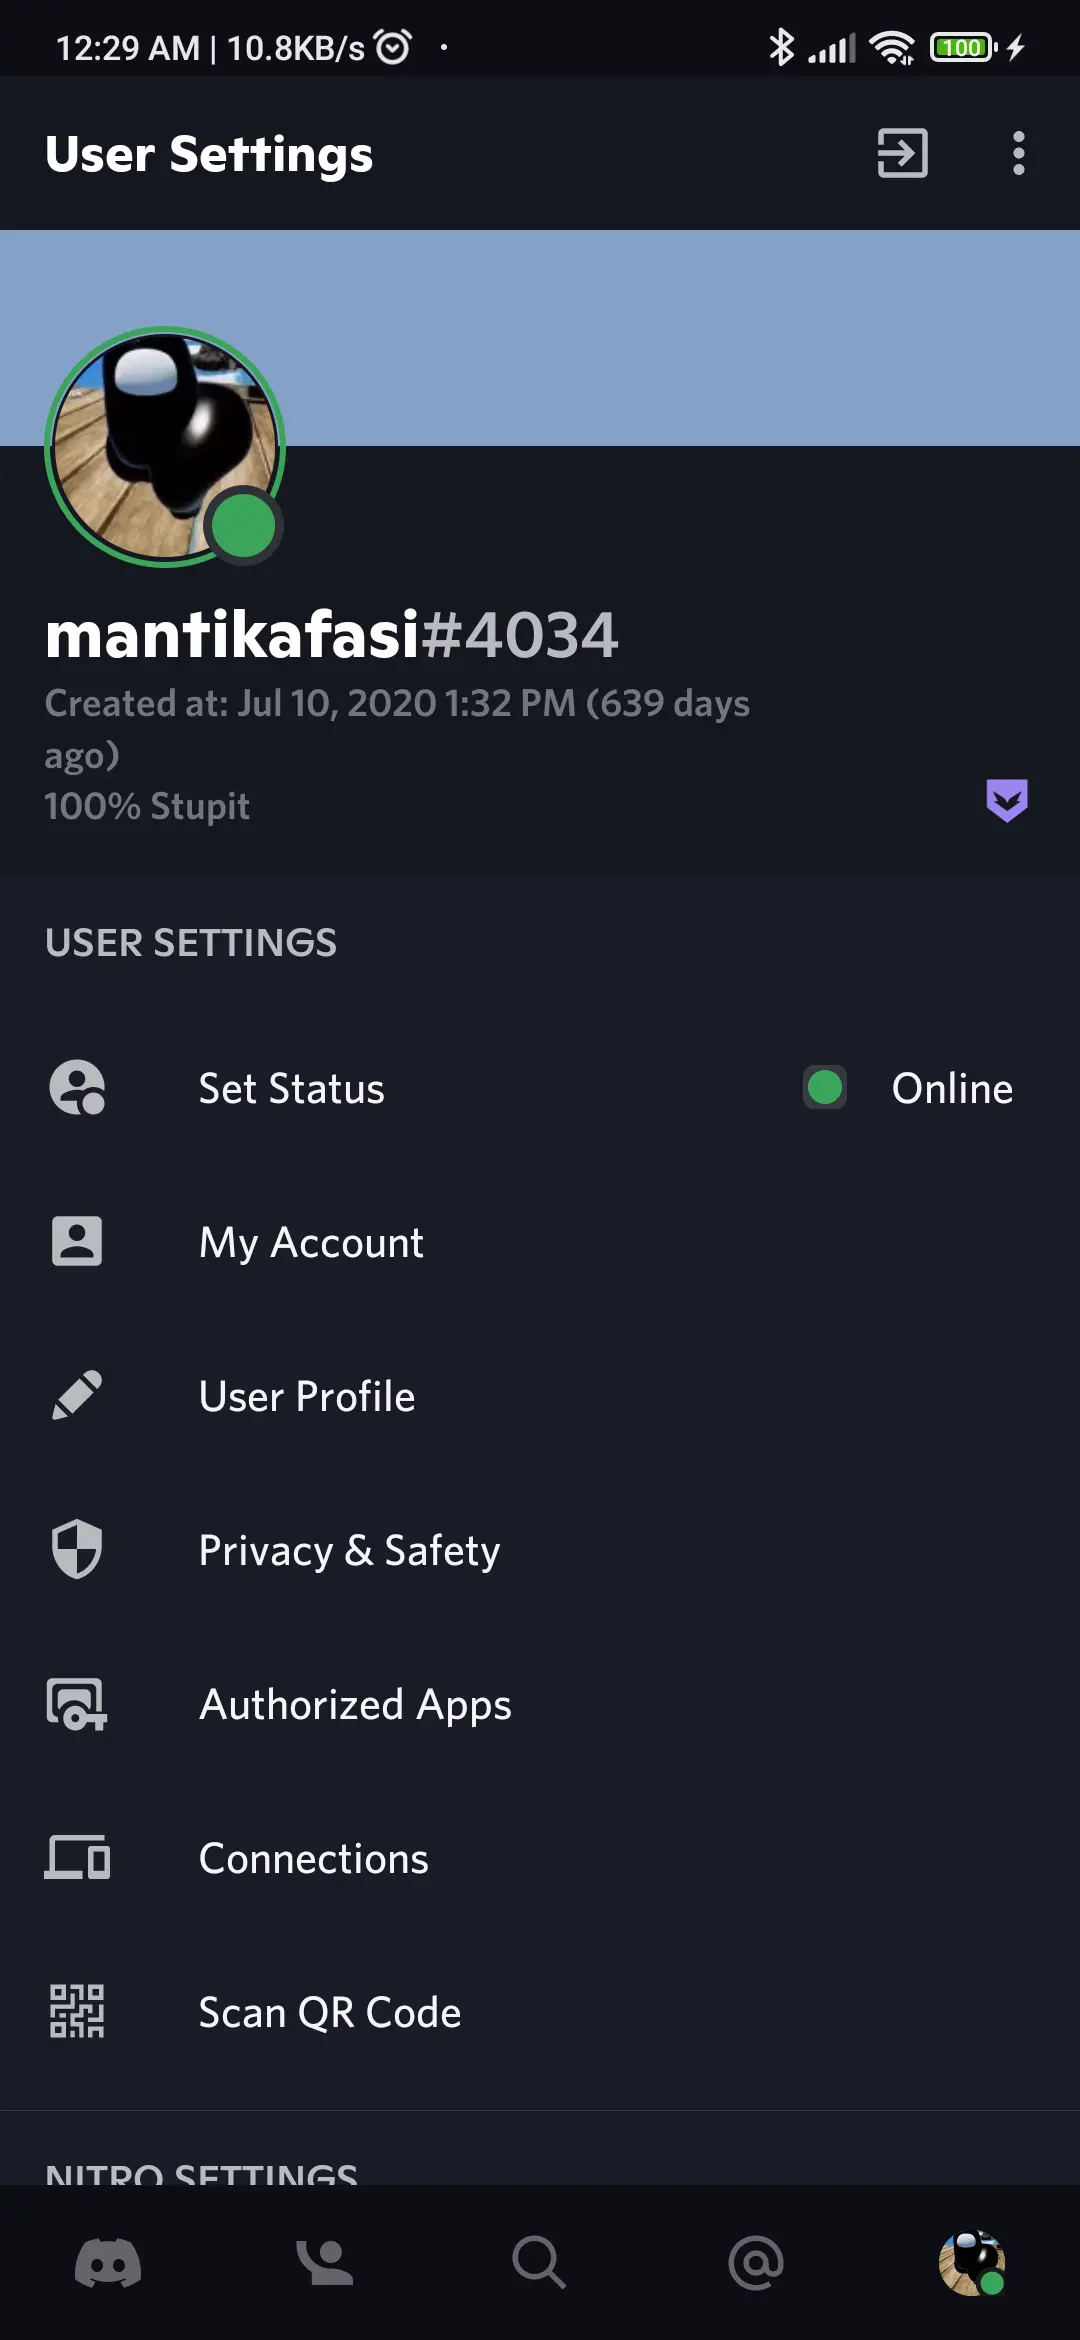 12:29 AM | 10.8KB/s
100
User Settings
mantikafasi#4034
Created at: Jul 10, 2020 1:32 PM (639 days
ago)
100% Stupit
USER SETTINGS
Set Status
Online
My Account
User Profile
Privacy & Safety
Authorized Apps
Connections
Scan QR Code
NITRO SETTINGS